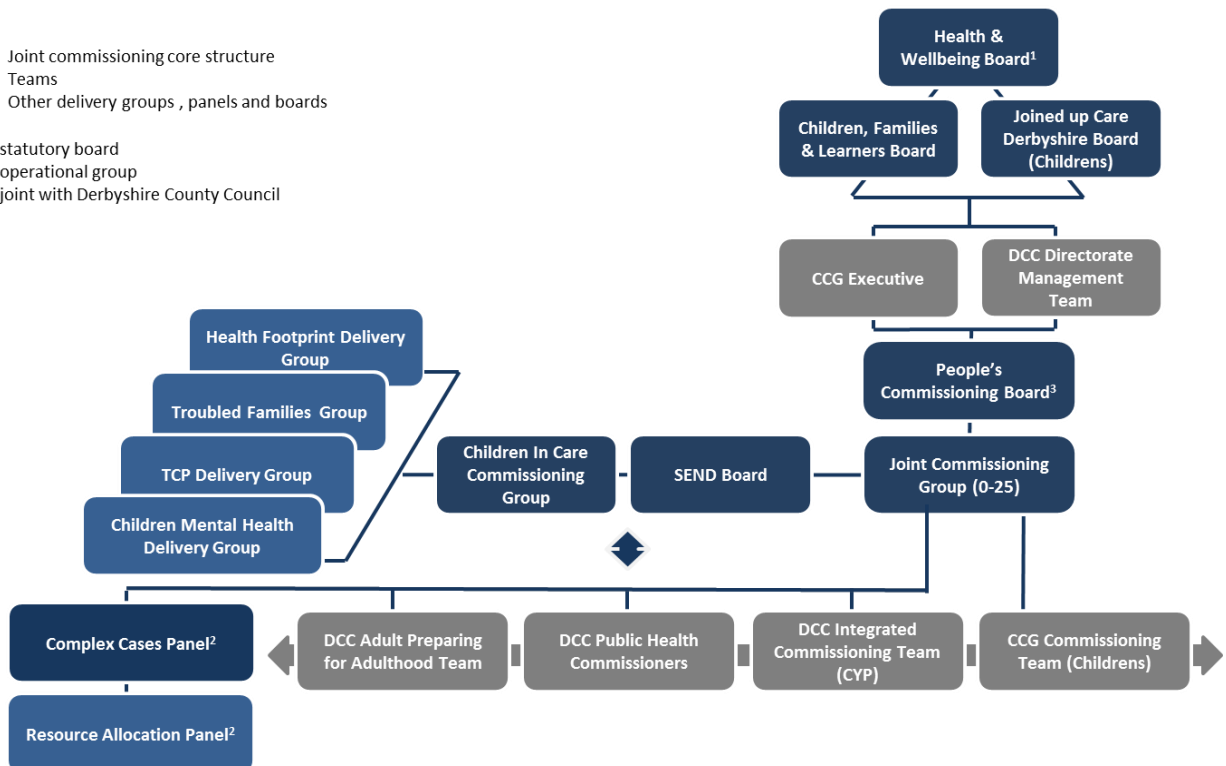 Joint commissioning core structure
Teams
Other delivery groups , panels and boards
statutory board
operational group
joint with Derbyshire County Council
Health &
Wellbeing Board¹
Children, Families
& Learners Board
Joined up Care
Derbyshire Board
(Childrens)
CCG Executive
DCC Directorate
Management
Team
People’s
Commissioning Board³
Health Footprint Delivery
Group
Troubled Families Group
TCP Delivery Group
Children Mental Health
Delivery Group
Children In Care
Commissioning
Group
SEND Board
Joint Commissioning
Group (0-25)
Complex Cases Panel²
DCC Adult Preparing
for Adulthood Team
DCC Public Health
Commissioners
DCC Integrated
Commissioning Team
(CYP)
CCG Commissioning
Team (Childrens)
Resource Allocation Panel²